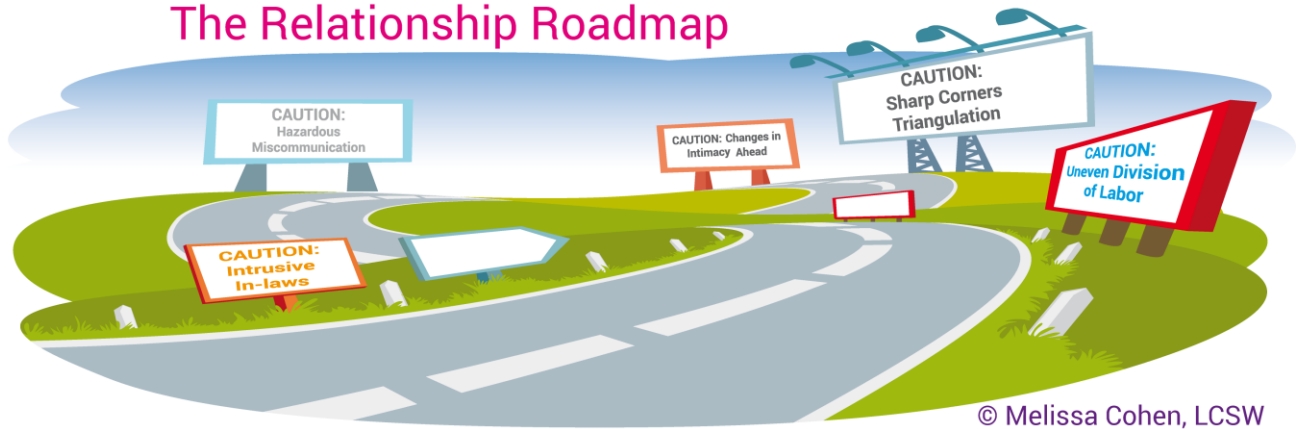 The Relationship Roadmap
CAUTION:
Hazardous
Miscommunication
CAUTION: Changes in
Intimacy Ahead
CAUTION:
Sharp Corners
Triangulation
CAUTION:
Uneven Division
of Labor
CAUTION:
Intrusive
In-laws
© Melissa Cohen, LCSW